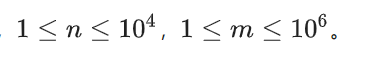 1 ≤ n ≤ 10⁴，1 ≤ m ≤ 10⁶。